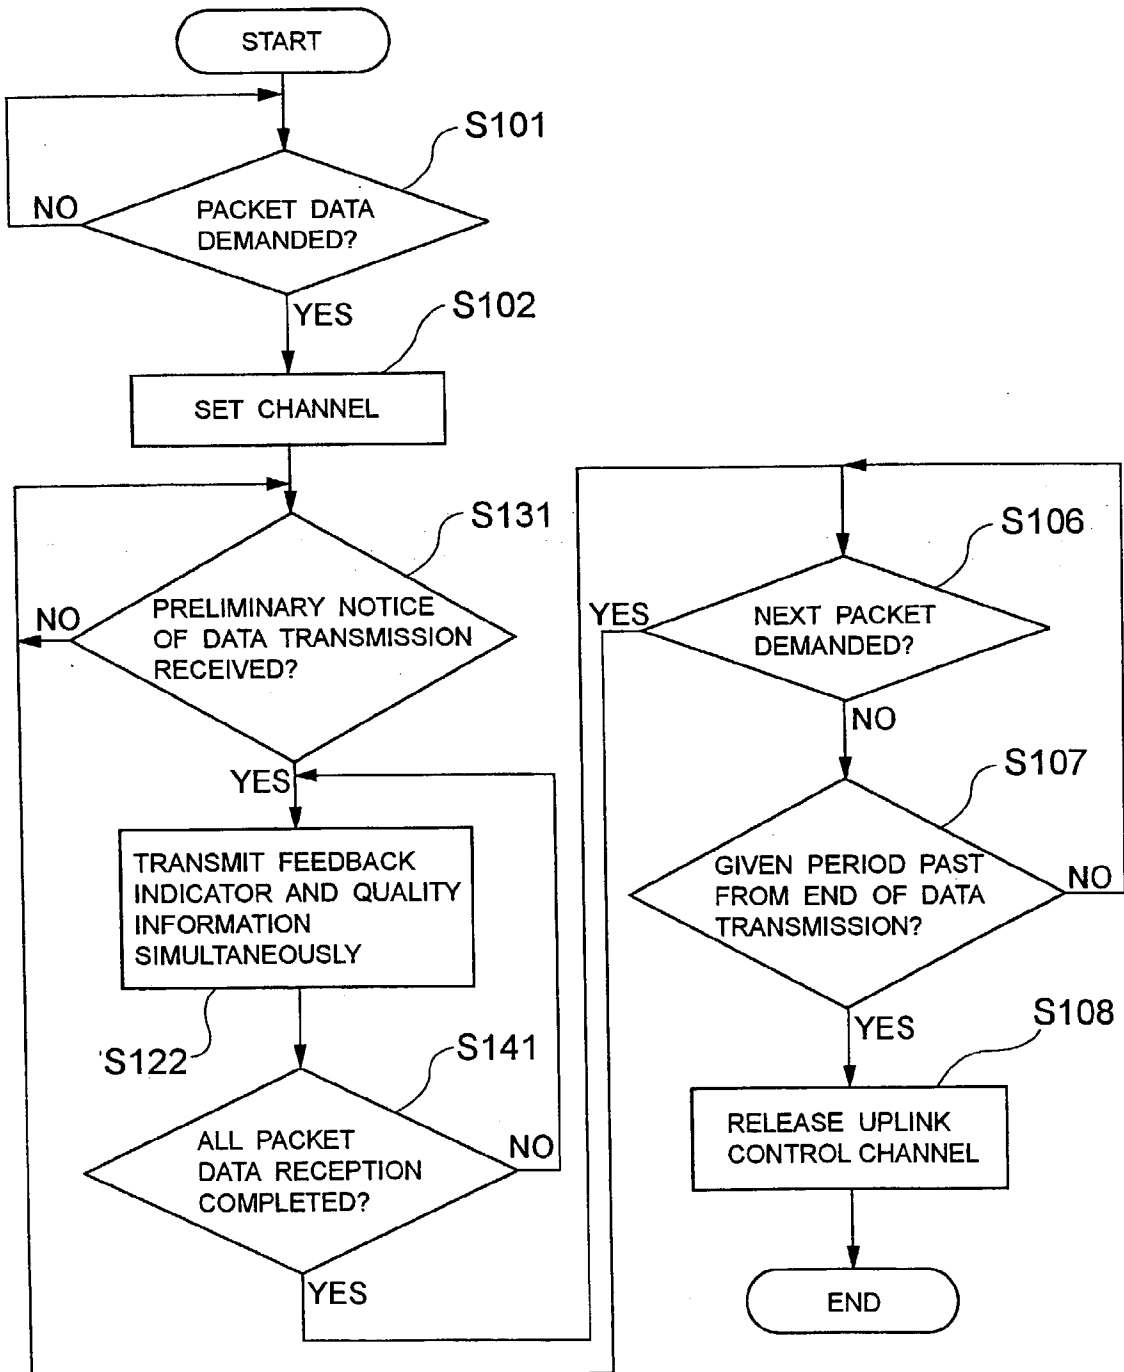 START
S101
NO
PACKET DATA
DEMANDED?
YES
S102
SET CHANNEL
S131
NO
PRELIMINARY NOTICE
OF DATA TRANSMISSION
RECEIVED?
YES
TRANSMIT FEEDBACK
INDICATOR AND QUALITY
INFORMATION
SIMULTANEOUSLY
S122
S141
ALL PACKET
DATA RECEPTION
COMPLETED?
NO
YES
S106
YES
NEXT PACKET
DEMANDED?
NO
S107
GIVEN PERIOD PAST
FROM END OF DATA
TRANSMISSION?
NO
YES
S108
RELEASE UPLINK
CONTROL CHANNEL
END